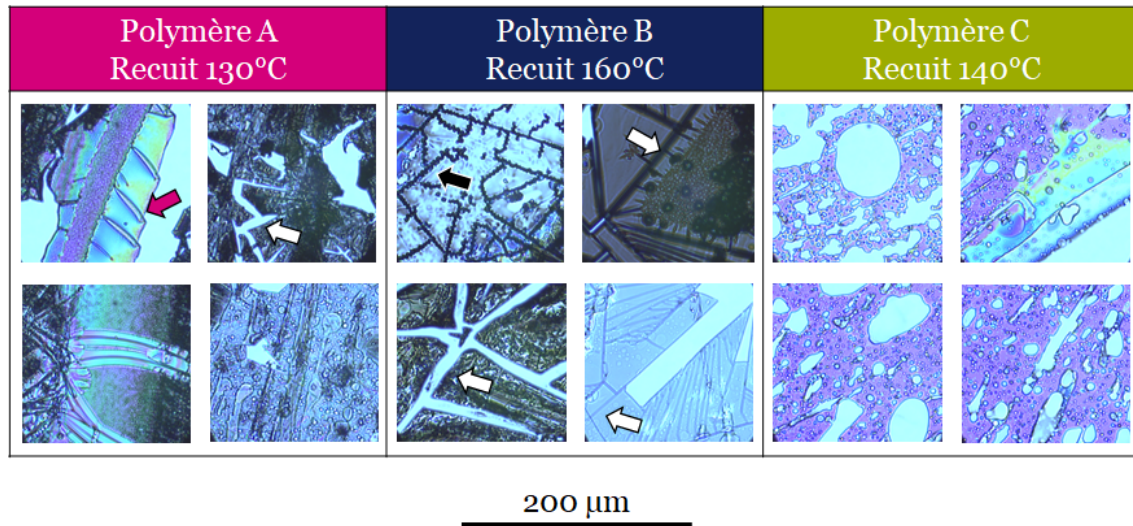 Polymère A
Recuit 130°C
Polymère B
Recuit 160°C
Polymère C
Recuit 140°C
200 µm